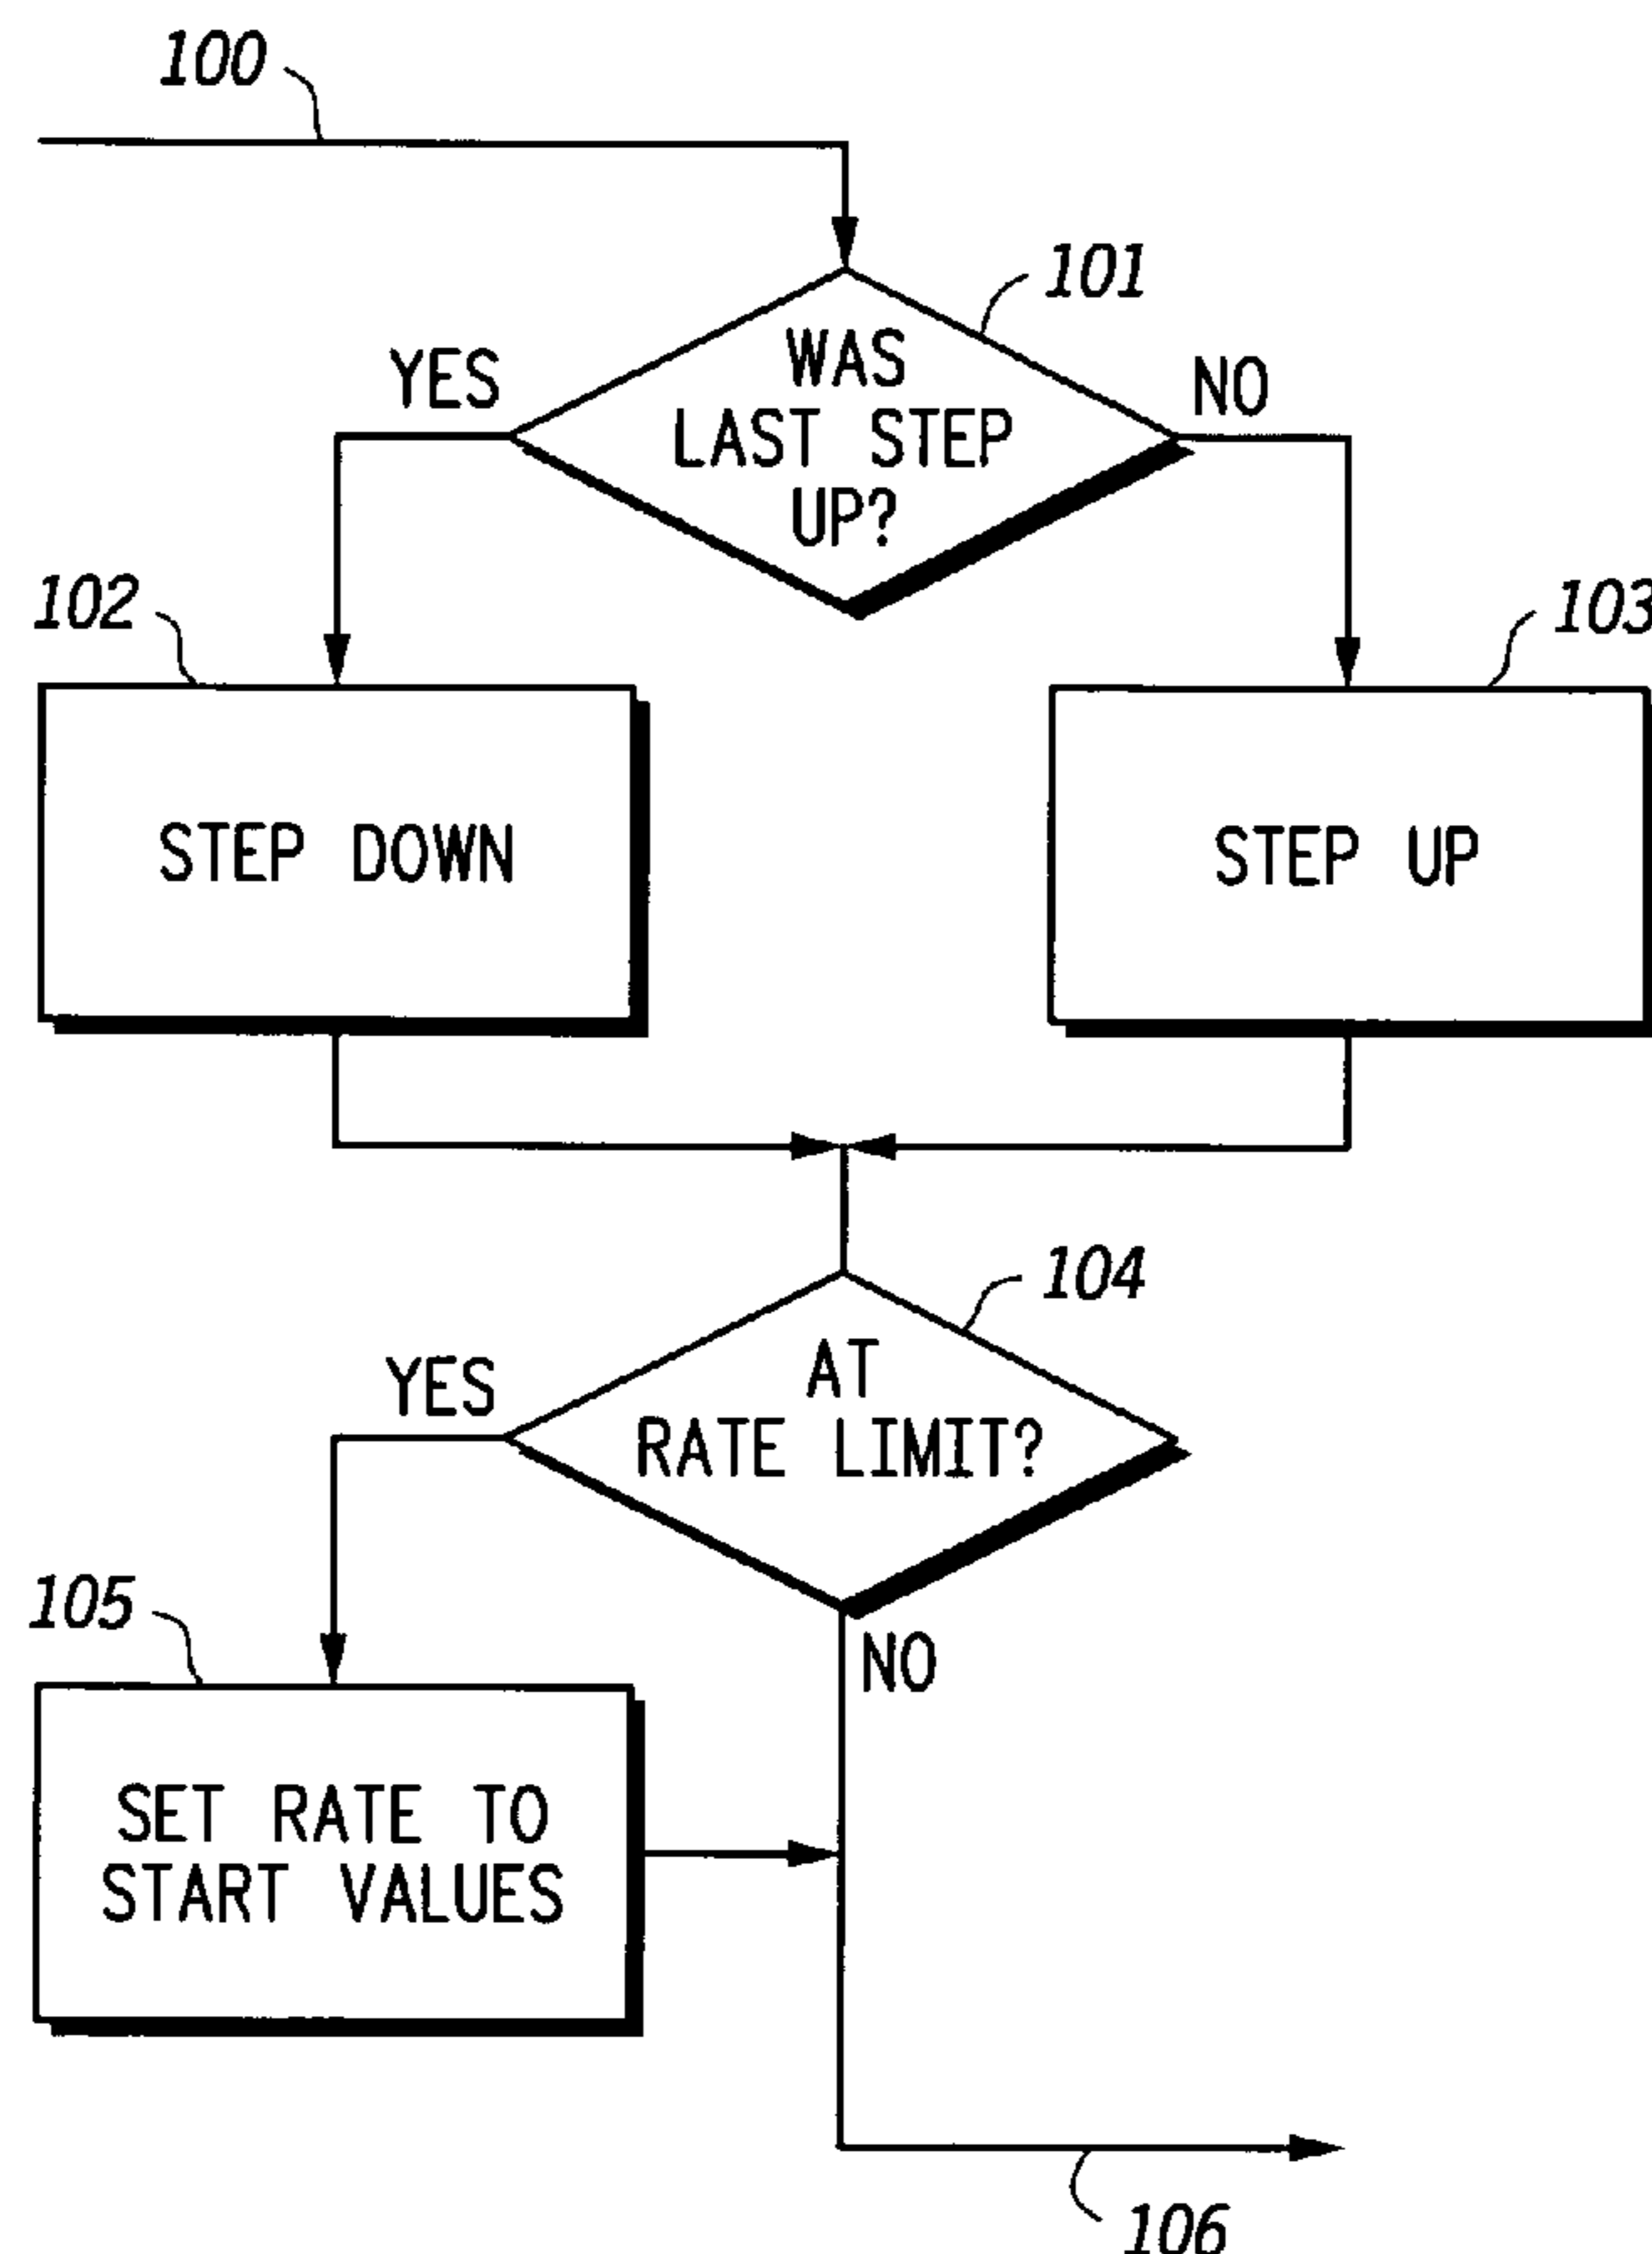 100
101
WAS
LAST STEP
UP?
YES
NO
102
103
STEP DOWN
STEP UP
104
AT
RATE LIMIT?
YES
NO
105
SET RATE TO
START VALUES
106